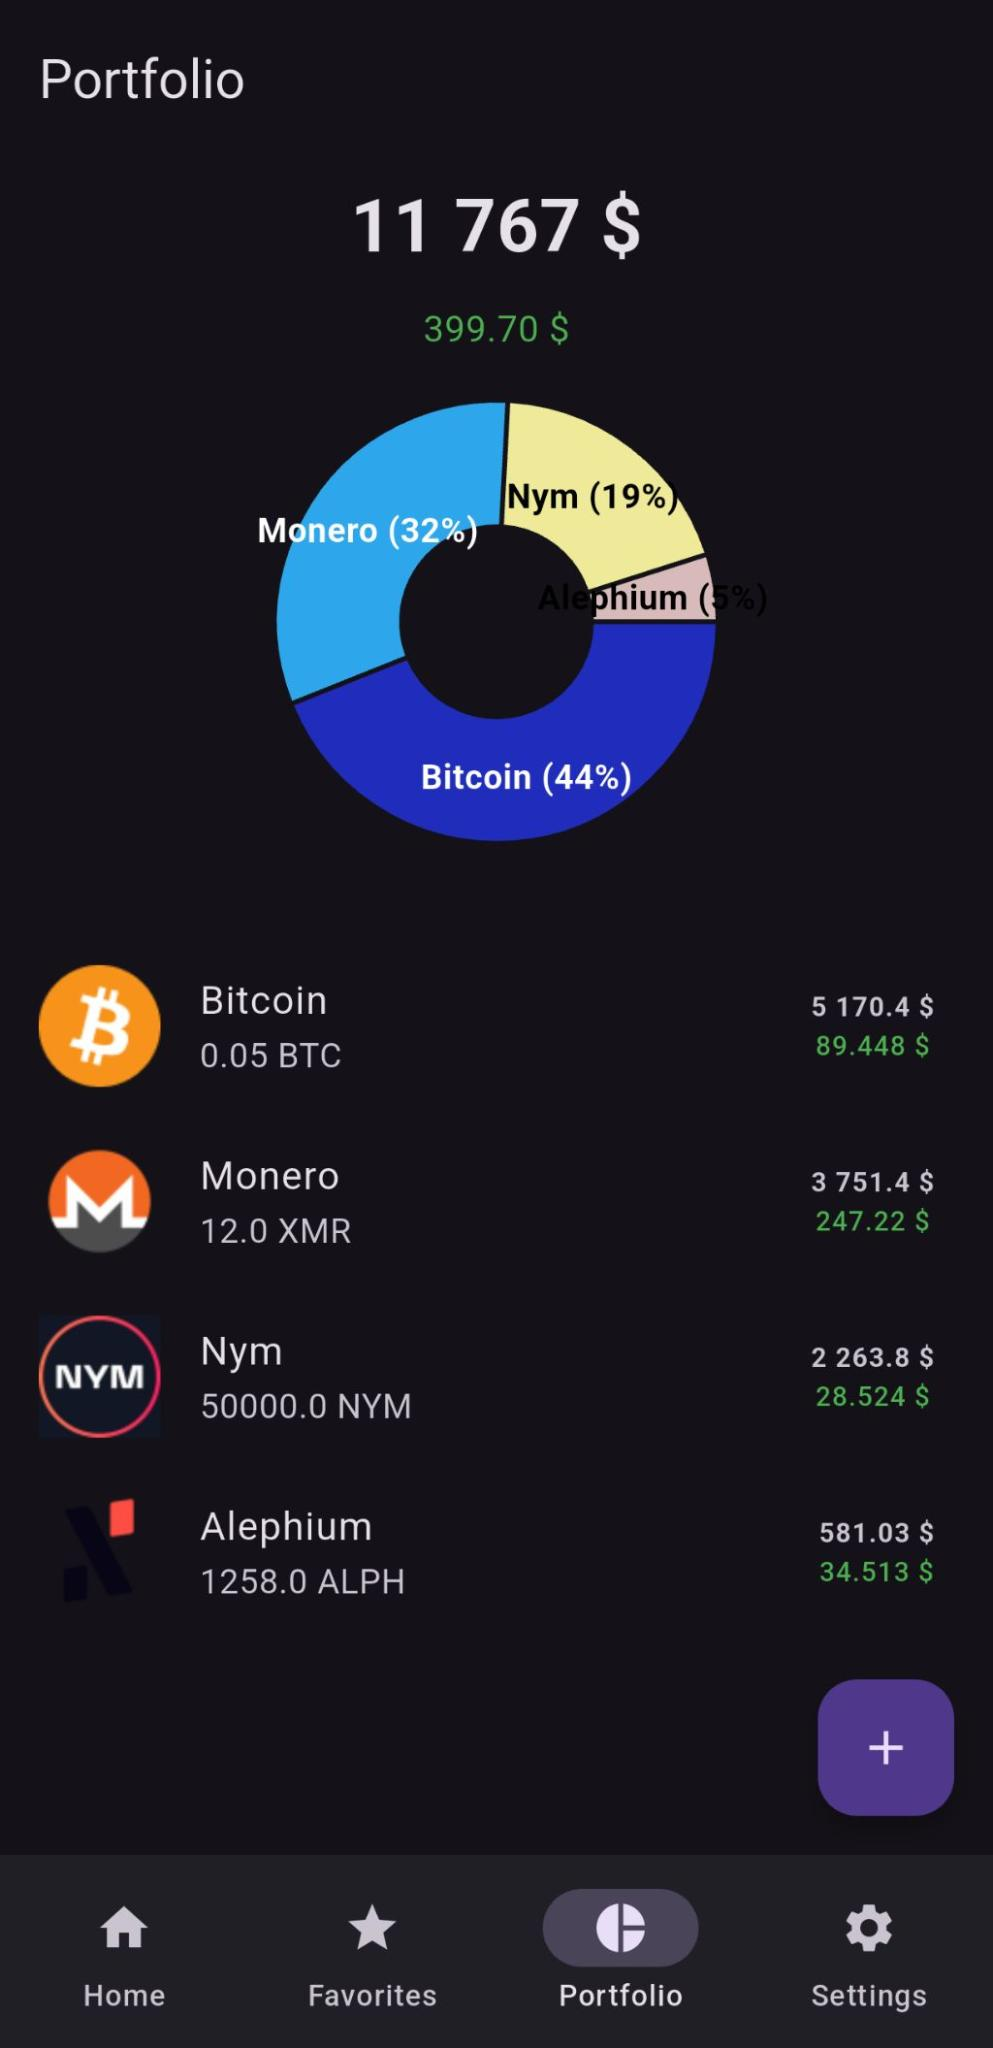 Portfolio
11 767 $
399.70 $
Nym (19%)
Monero (32%)
Alephium (5%)
Bitcoin (44%)
Bitcoin
0.05 BTC
5 170.4 $
89.448 $
Monero
12.0 XMR
3 751.4 $
247.22 $
NYM
Nym
50000.0 NYM
2 263.8 $
28.524 $
Alephium
1258.0 ALPH
581.03 $
34.513 $
+
Home
Favorites
Portfolio
Settings